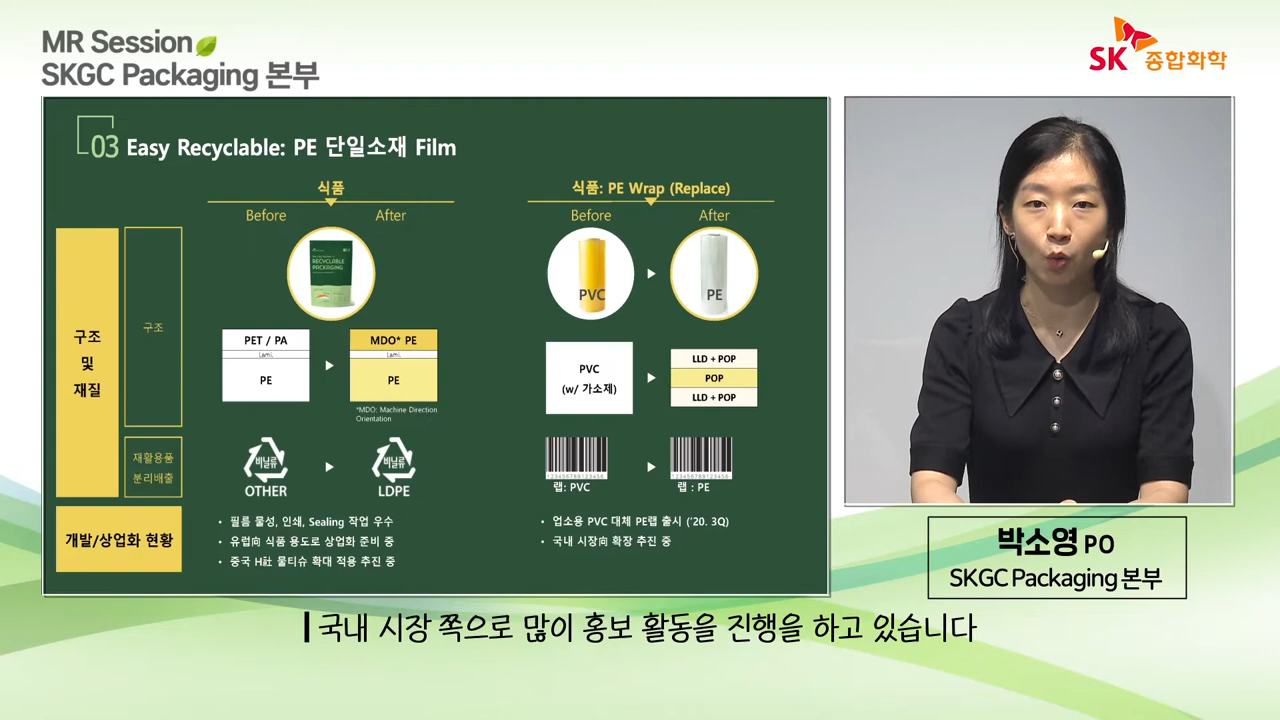 MR Session
SKGC Packaging 본부
SK 종합화학
03 Easy Recyclable: PE 단일소재 Film
식품
Before After
식품: PE Wrap (Replace)
Before After
구조
및
재질
구조
RECYCLABLE
PACKAGING
PVC
PE
PET / PA
Lami.
PE
MDO* PE
Lami.
PE
*MDO: Machine Direction
Orientation
PVC
(w/ 가소제)
LLD + POP
POP
LLD + POP
재활용품
분리배출
비닐류
OTHER
비닐류
LDPE
123456789123456
랩: PVC
123456789123456
랩 : PE
개발/상업화 현황
• 필름 물성, 인쇄, Sealing 작업 우수
• 유럽向 식품 용도로 상업화 준비 중
• 중국 H社 물티슈 확대 적용 추진 중
• 업소용 PVC 대체 PE랩 출시 ('20. 3Q)
• 국내 시장向 확장 추진 중
박소영 PO
SKGC Packaging 본부
국내 시장 쪽으로 많이 홍보 활동을 진행을 하고 있습니다